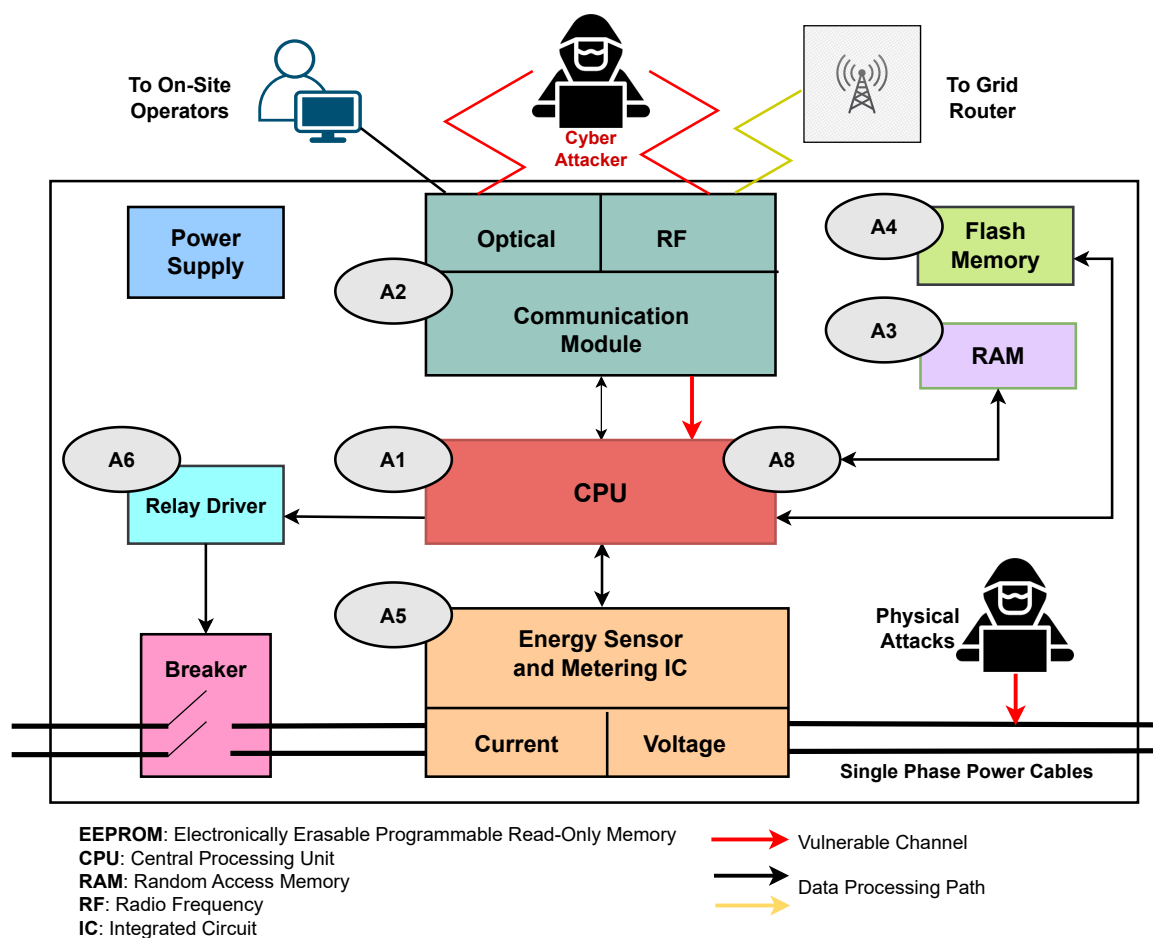 To On-Site
Operators
Cyber
Attacker
To Grid
Router
Power
Supply
Optical
RF
A2
Communication
Module
A4
Flash
Memory
A3
RAM
A6
Relay Driver
A1
CPU
A8
A5
Energy Sensor
and Metering IC
Current
Voltage
Breaker
Physical
Attacks
Single Phase Power Cables
EEPROM: Electronically Erasable Programmable Read-Only Memory
CPU: Central Processing Unit
RAM: Random Access Memory
RF: Radio Frequency
IC: Integrated Circuit
Vulnerable Channel
Data Processing Path